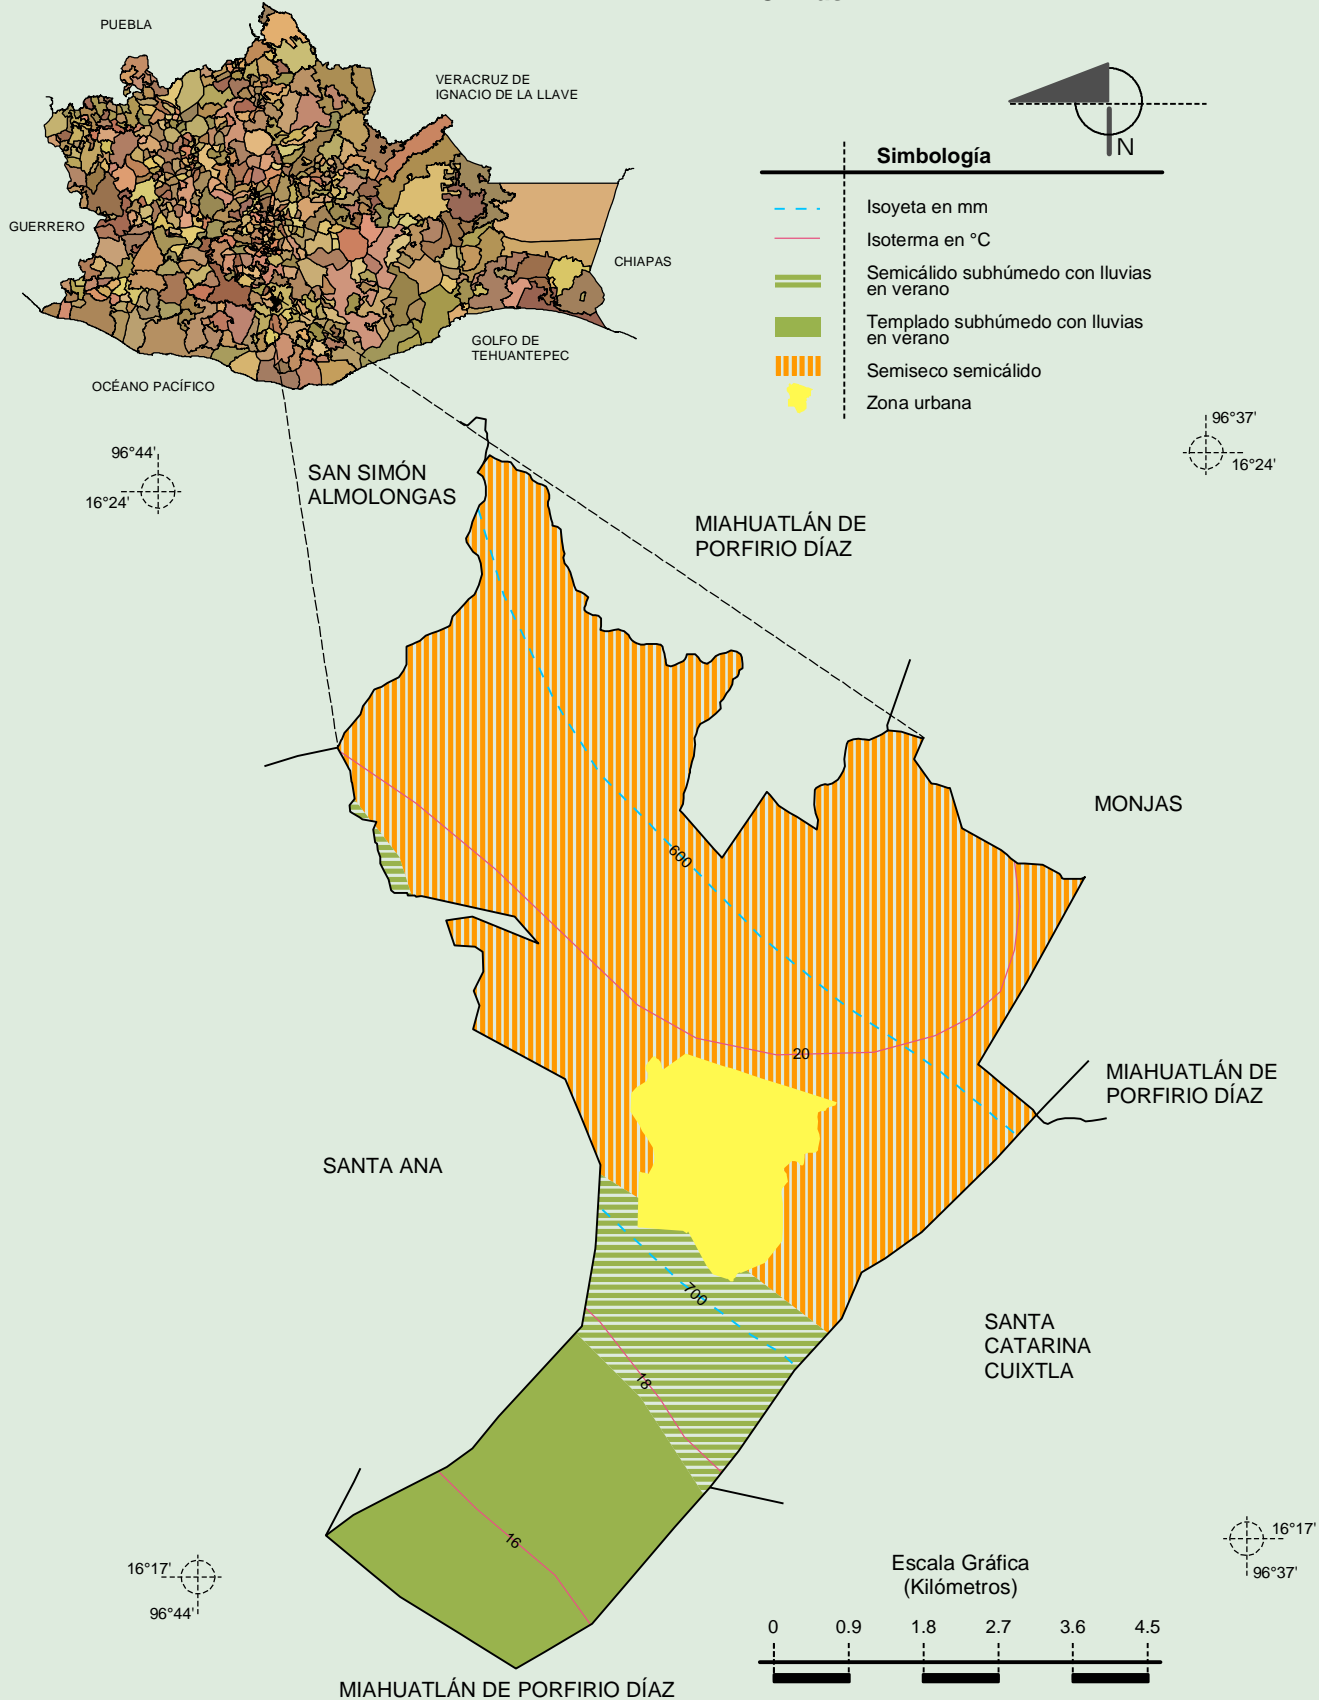 PUEBLA
VERACRUZ DE
IGNACIO DE LA LLAVE
GUERRERO
CHIAPAS
GOLFO DE
TEHUANTEPEC
OCÉANO PACÍFICO
N
Simbología
Isoyeta en mm
Isoterma en °C
Semicálido subhúmedo con lluvias
en verano
Templado subhúmedo con lluvias
en verano
Semiseco semicálido
Zona urbana
96°44'
16°24'
96°37'
16°24'
SAN SIMÓN
ALMOLONGAS
MIAHUATLÁN DE
PORFIRIO DÍAZ
MONJAS
600
20
MIAHUATLÁN DE
PORFIRIO DÍAZ
SANTA ANA
700
SANTA
CATARINA
CUIXTLA
18
16
16°17'
96°44'
16°17'
96°37'
Escala Gráfica
(Kilómetros)
0 0.9 1.8 2.7 3.6 4.5
MIAHUATLÁN DE PORFIRIO DÍAZ